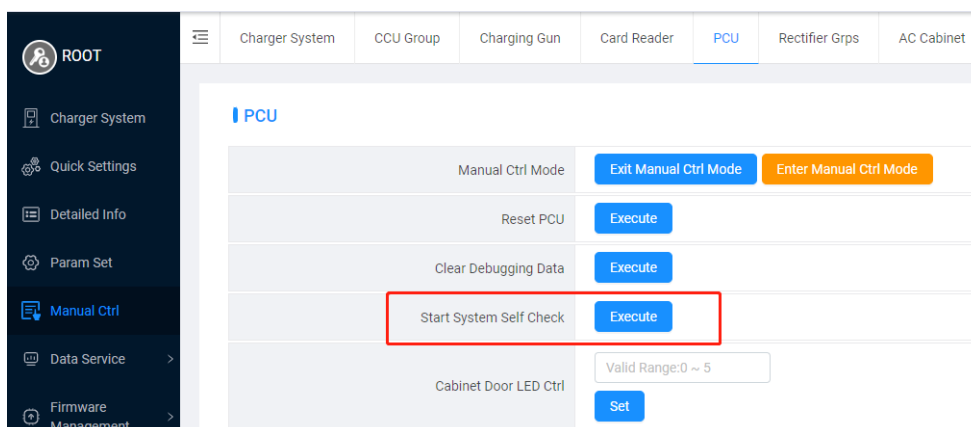 ROOT
Charger System
Quick Settings
Detailed Info
Param Set
Manual Ctrl
Data Service
Firmware
Management
Charger System CCU Group Charging Gun Card Reader PCU Rectifier Grps AC Cabinet
PCU
Manual Ctrl Mode Exit Manual Ctrl Mode Enter Manual Ctrl Mode
Reset PCU Execute
Clear Debugging Data Execute
Start System Self Check Execute
Cabinet Door LED Ctrl Valid Range:0 ~ 5
Set